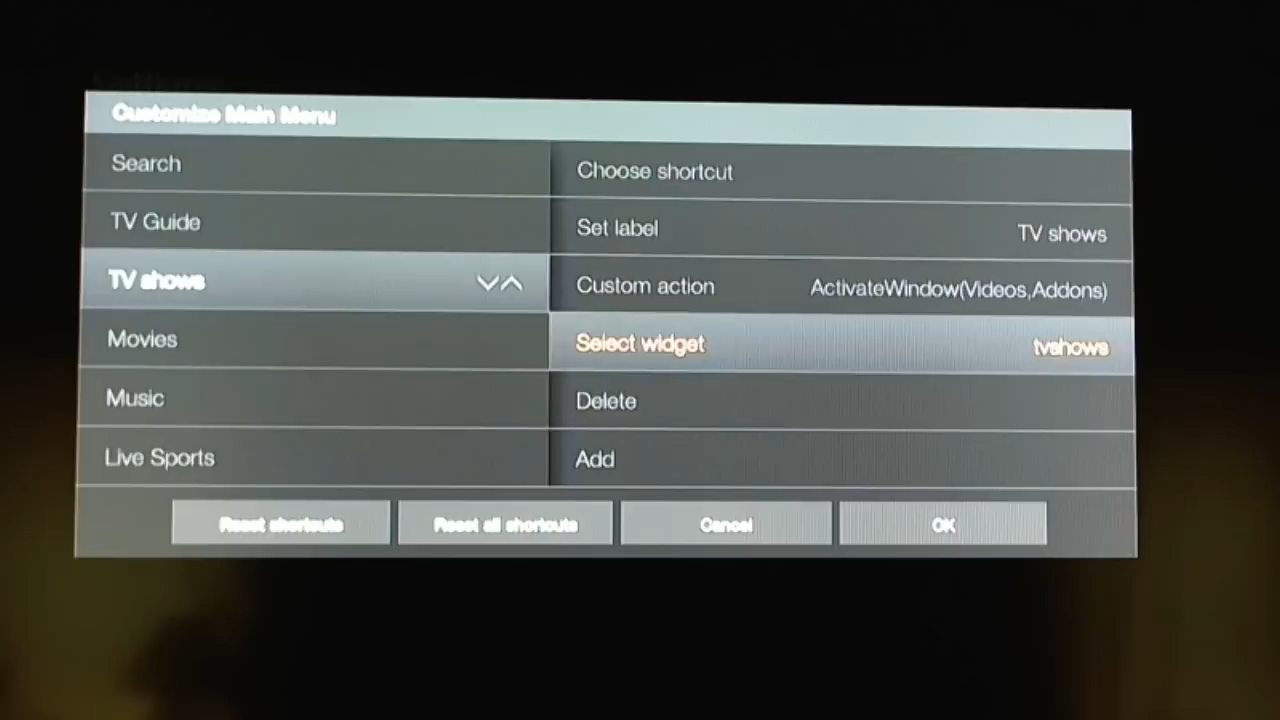 Customize Main Menu
Search
TV Guide
TV shows
Movies
Music
Live Sports
Choose shortcut
Set label TV shows
Custom action ActivateWindow(Videos,Addons)
Select widget tvshows
Delete
Add
Reset shortcuts Reset all shortcuts Cancel OK